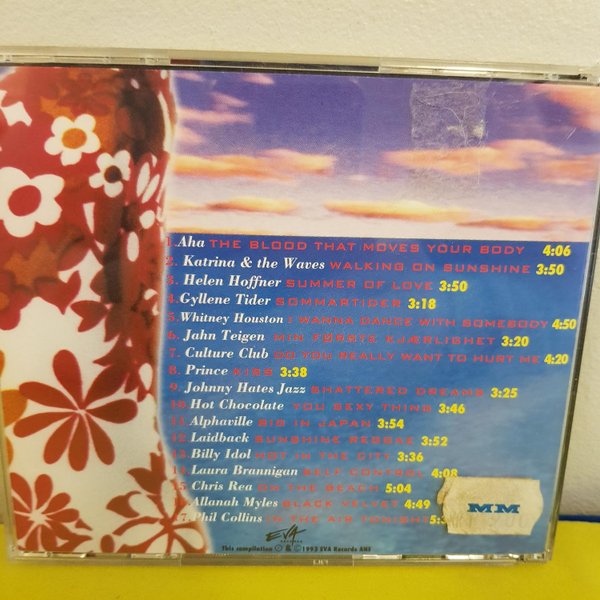 1. Aha THE BLOOD THAT MOVES YOUR BODY 4:06
2. Katrina & the Waves WALKING ON SUNSHINE 3:50
3. Helen Hoffner SUMMER OF LOVE 3:50
4. Gyllene Tider SOMMARTIDER 3:18
5. Whitney Houston I WANNA DANCE WITH SOMEBODY 4:50
6. Jahn Teigen MIN FØRSTE KJÆRLIGHET 3:20
7. Culture Club DO YOU REALLY WANT TO HURT ME 4:20
8. Prince KISS 3:38
9. Johnny Hates Jazz SHATTERED DREAMS 3:25
10. Hot Chocolate YOU SEXY THING 3:46
11. Alphaville BIG IN JAPAN 3:54
12. Laidback SUNSHINE REGGAE 3:52
13. Billy Idol HOT IN THE CITY 3:36
14. Laura Brannigan SELF CONTROL 4:08
15. Chris Rea ON THE BEACH 5:04
16. Allanah Myles BLACK VELVET 4:49
17. Phil Collins IN THE AIR TONIGHT
MM
EVA
RECORDS
This compilation Ⓟ & © 1993 EVA Records ANS